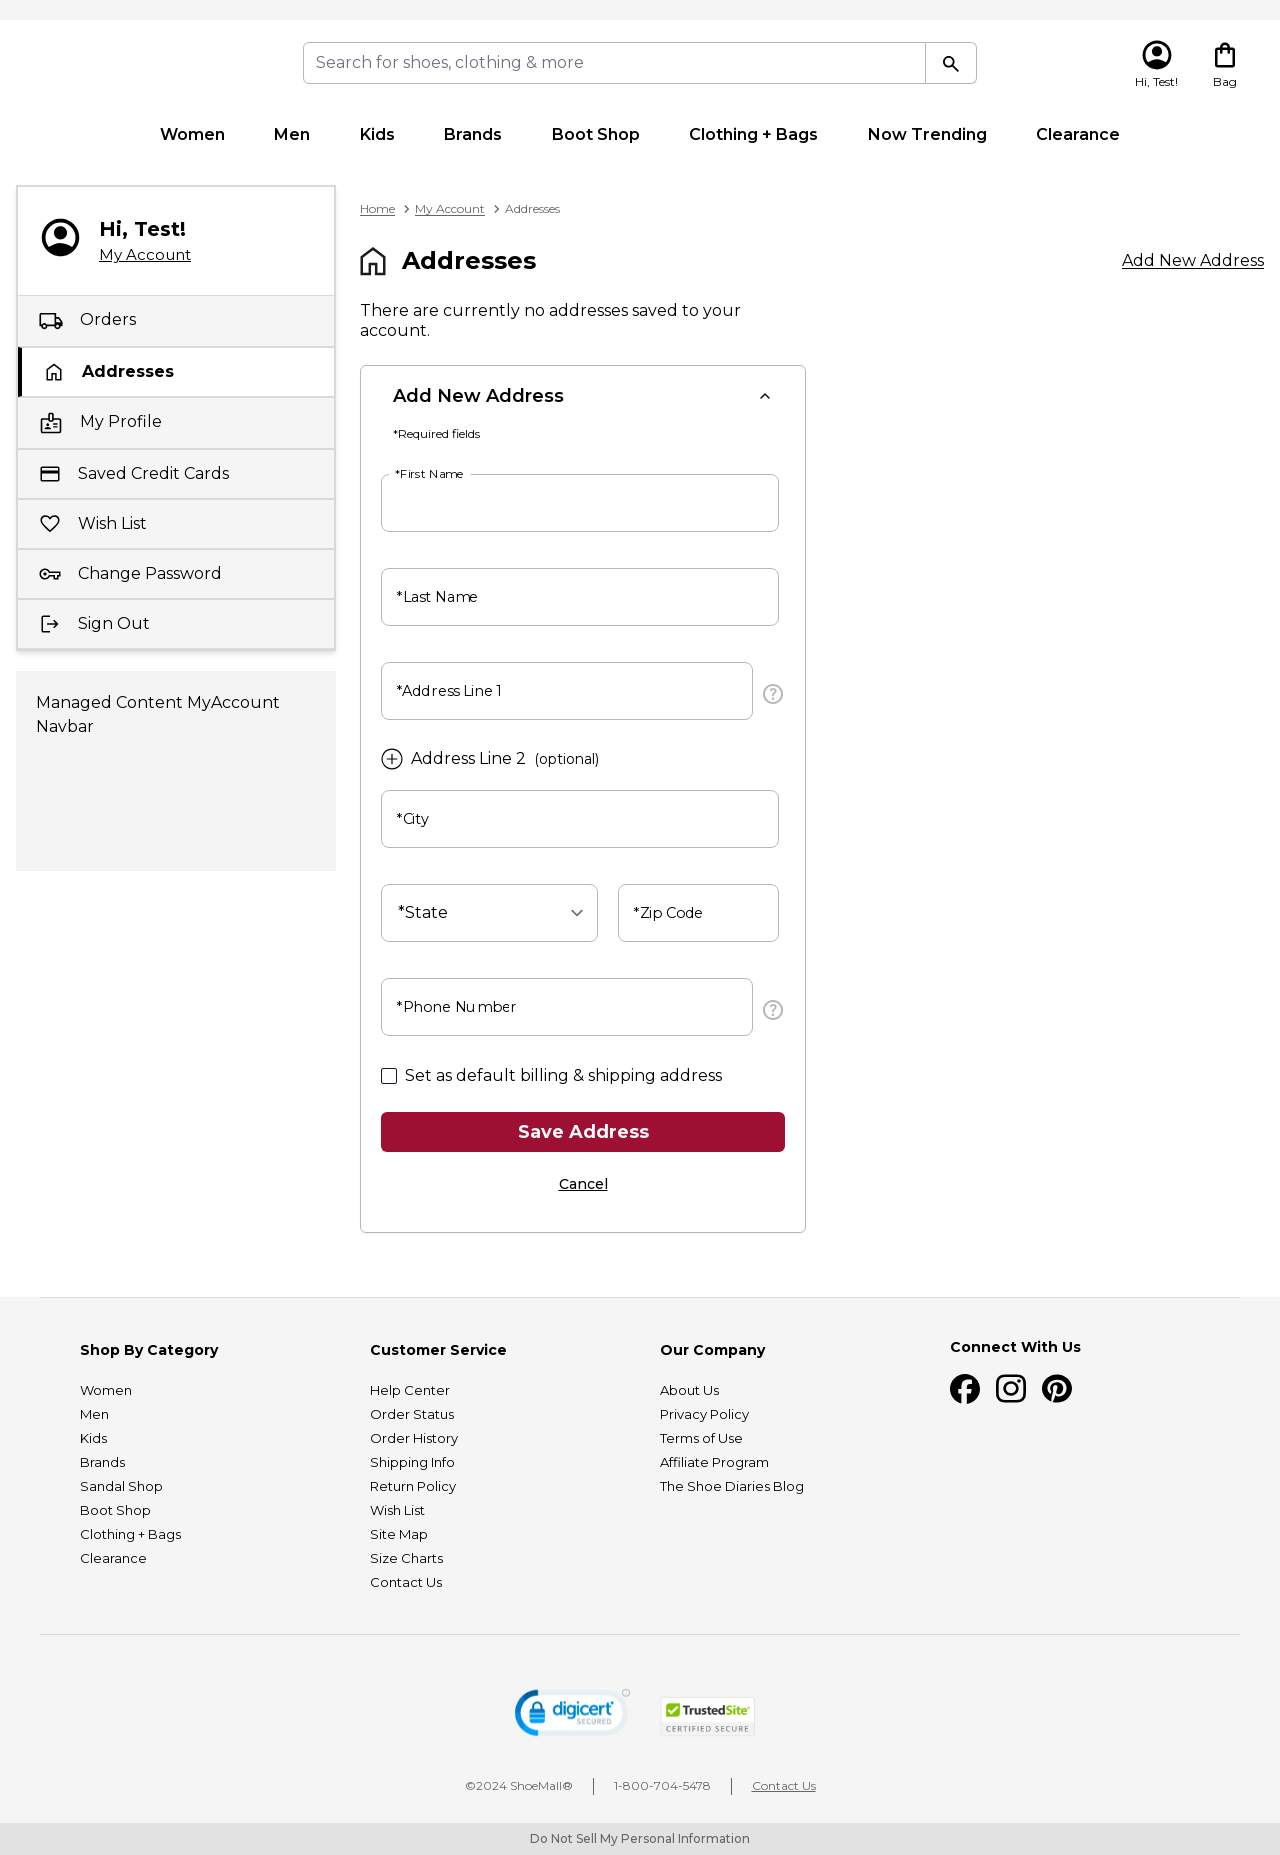 Search for shoes, clothing & more
Hi, Test!
Bag
Women Men Kids Brands Boot Shop Clothing + Bags Now Trending Clearance
Hi, Test!
My Account
Orders
Addresses
My Profile
Saved Credit Cards
Wish List
Change Password
Sign Out
Managed Content MyAccount
Navbar
Home > My Account > Addresses
Addresses
Add New Address
There are currently no addresses saved to your
account.
Add New Address
*Required fields
*First Name
*Last Name
*Address Line 1
?
Address Line 2 (optional)
*City
*State
*Zip Code
*Phone Number
?
Set as default billing & shipping address
Save Address
Cancel
Shop By Category
Women
Men
Kids
Brands
Sandal Shop
Boot Shop
Clothing + Bags
Clearance
Customer Service
Help Center
Order Status
Order History
Shipping Info
Return Policy
Wish List
Site Map
Size Charts
Contact Us
Our Company
About Us
Privacy Policy
Terms of Use
Affiliate Program
The Shoe Diaries Blog
Connect With Us
digicert
SECURED
TrustedSite
CERTIFIED SECURE
©2024 ShoeMall® | 1-800-704-5478 | Contact Us
Do Not Sell My Personal Information